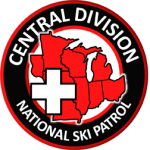 CENTRAL DIVISION
NATIONAL SKI PATROL